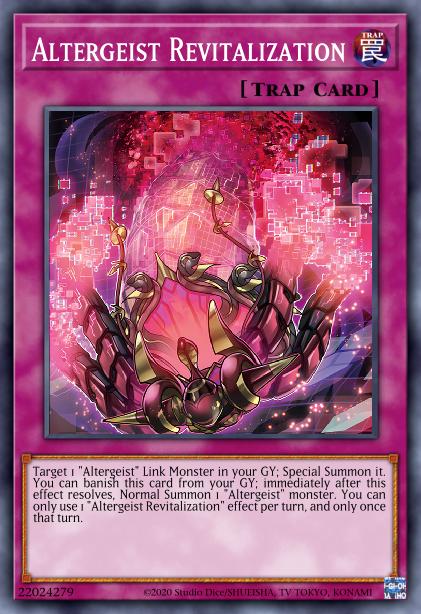 ALTERGEIST REVITALIZATION
TRAP
罠
[TRAP CARD]
Target 1 "Altergeist" Link Monster in your GY; Special Summon it.
You can banish this card from your GY; immediately after this
effect resolves, Normal Summon 1 "Altergeist" monster. You can
only use 1 "Altergeist Revitalization" effect per turn, and only once
that turn.
22024279
©2020 Studio Dice/SHUEISHA, TV TOKYO, KONAMI